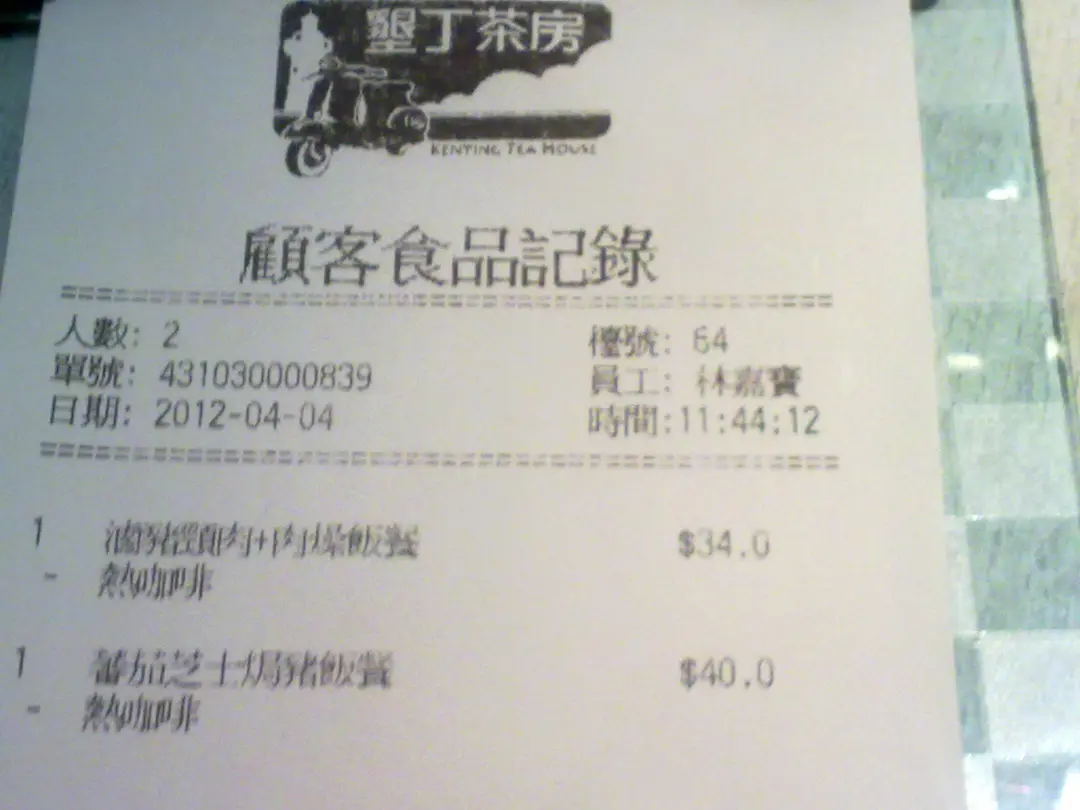 墾丁茶房
KENTING TEA HOUSE
顧客食品記錄
人數: 2 檯號: 64
單號: 431030000839 員工: 林嘉寶
日期: 2012-04-04 時間:11:44:12
1 滷豬頸肉+肉燥飯餐 $34.0
- 熱咖啡
1 蕃茄芝士焗豬飯餐 $40.0
- 熱咖啡